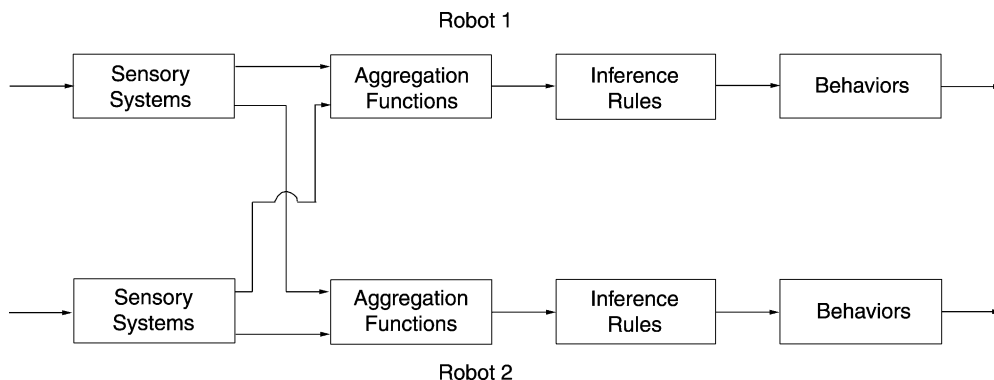 Robot 1
Sensory
Systems
Aggregation
Functions
Inference
Rules
Behaviors
Sensory
Systems
Aggregation
Functions
Inference
Rules
Behaviors
Robot 2